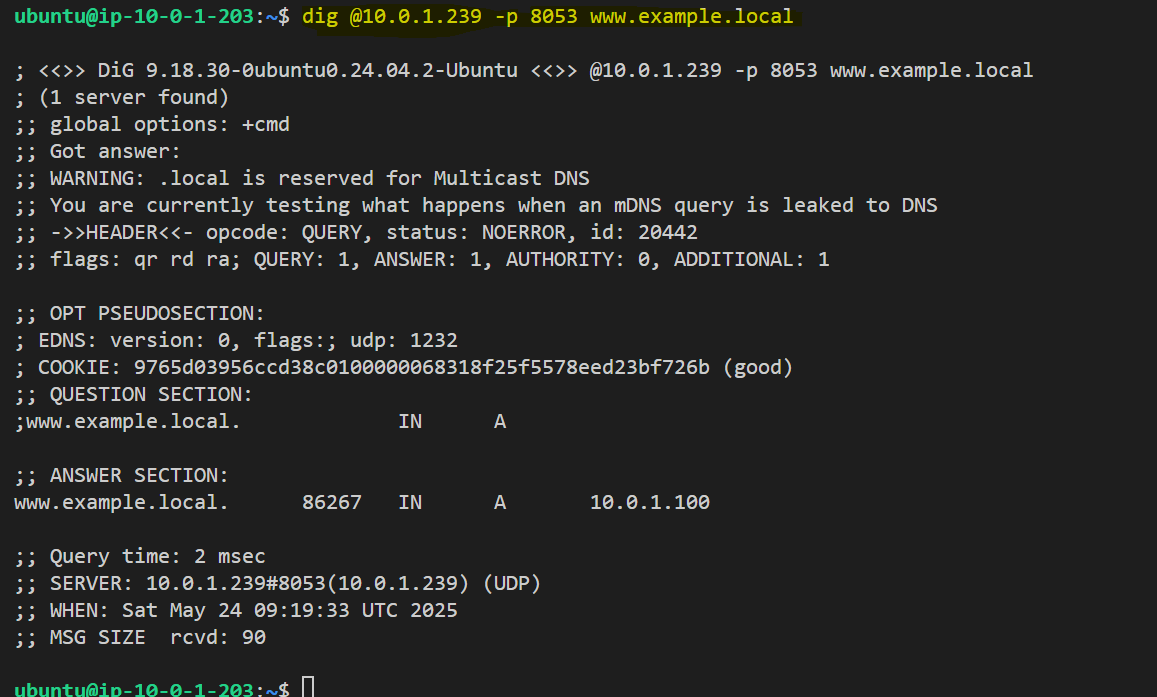 ubuntu@ip-10-0-1-203:~$ dig @10.0.1.239 -p 8053 www.example.local
; <<>> DiG 9.18.30-0ubuntu0.24.04.2-Ubuntu <<>> @10.0.1.239 -p 8053 www.example.local
; (1 server found)
;; global options: +cmd
;; Got answer:
;; WARNING: .local is reserved for Multicast DNS
;; You are currently testing what happens when an mDNS query is leaked to DNS
;; ->>HEADER<<- opcode: QUERY, status: NOERROR, id: 20442
;; flags: qr rd ra; QUERY: 1, ANSWER: 1, AUTHORITY: 0, ADDITIONAL: 1
;; OPT PSEUDOSECTION:
; EDNS: version: 0, flags:; udp: 1232
; COOKIE: 9765d03956ccd38c0100000068318f25f5578eed23bf726b (good)
;; QUESTION SECTION:
;www.example.local. IN A
;; ANSWER SECTION:
www.example.local. 86267 IN A 10.0.1.100
;; Query time: 2 msec
;; SERVER: 10.0.1.239#8053(10.0.1.239) (UDP)
;; WHEN: Sat May 24 09:19:33 UTC 2025
;; MSG SIZE rcvd: 90
ubuntu@ip-10-0-1-203:~$